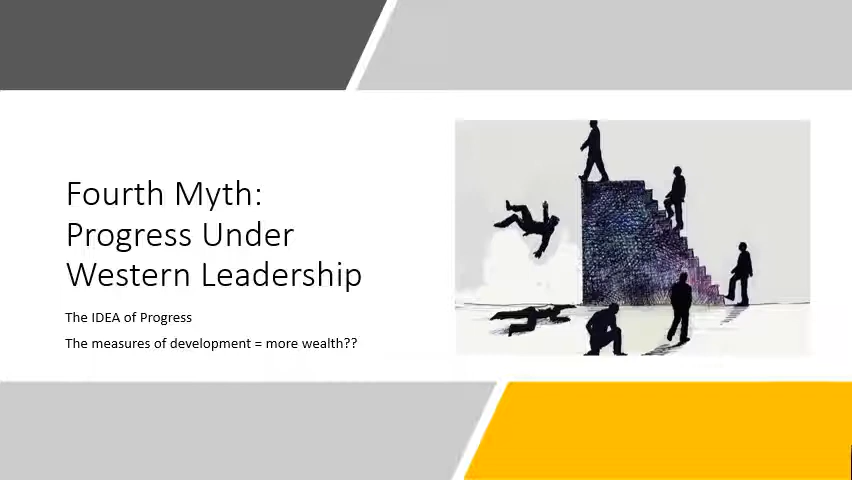 Fourth Myth:
Progress Under
Western Leadership
The IDEA of Progress
The measures of development = more wealth??